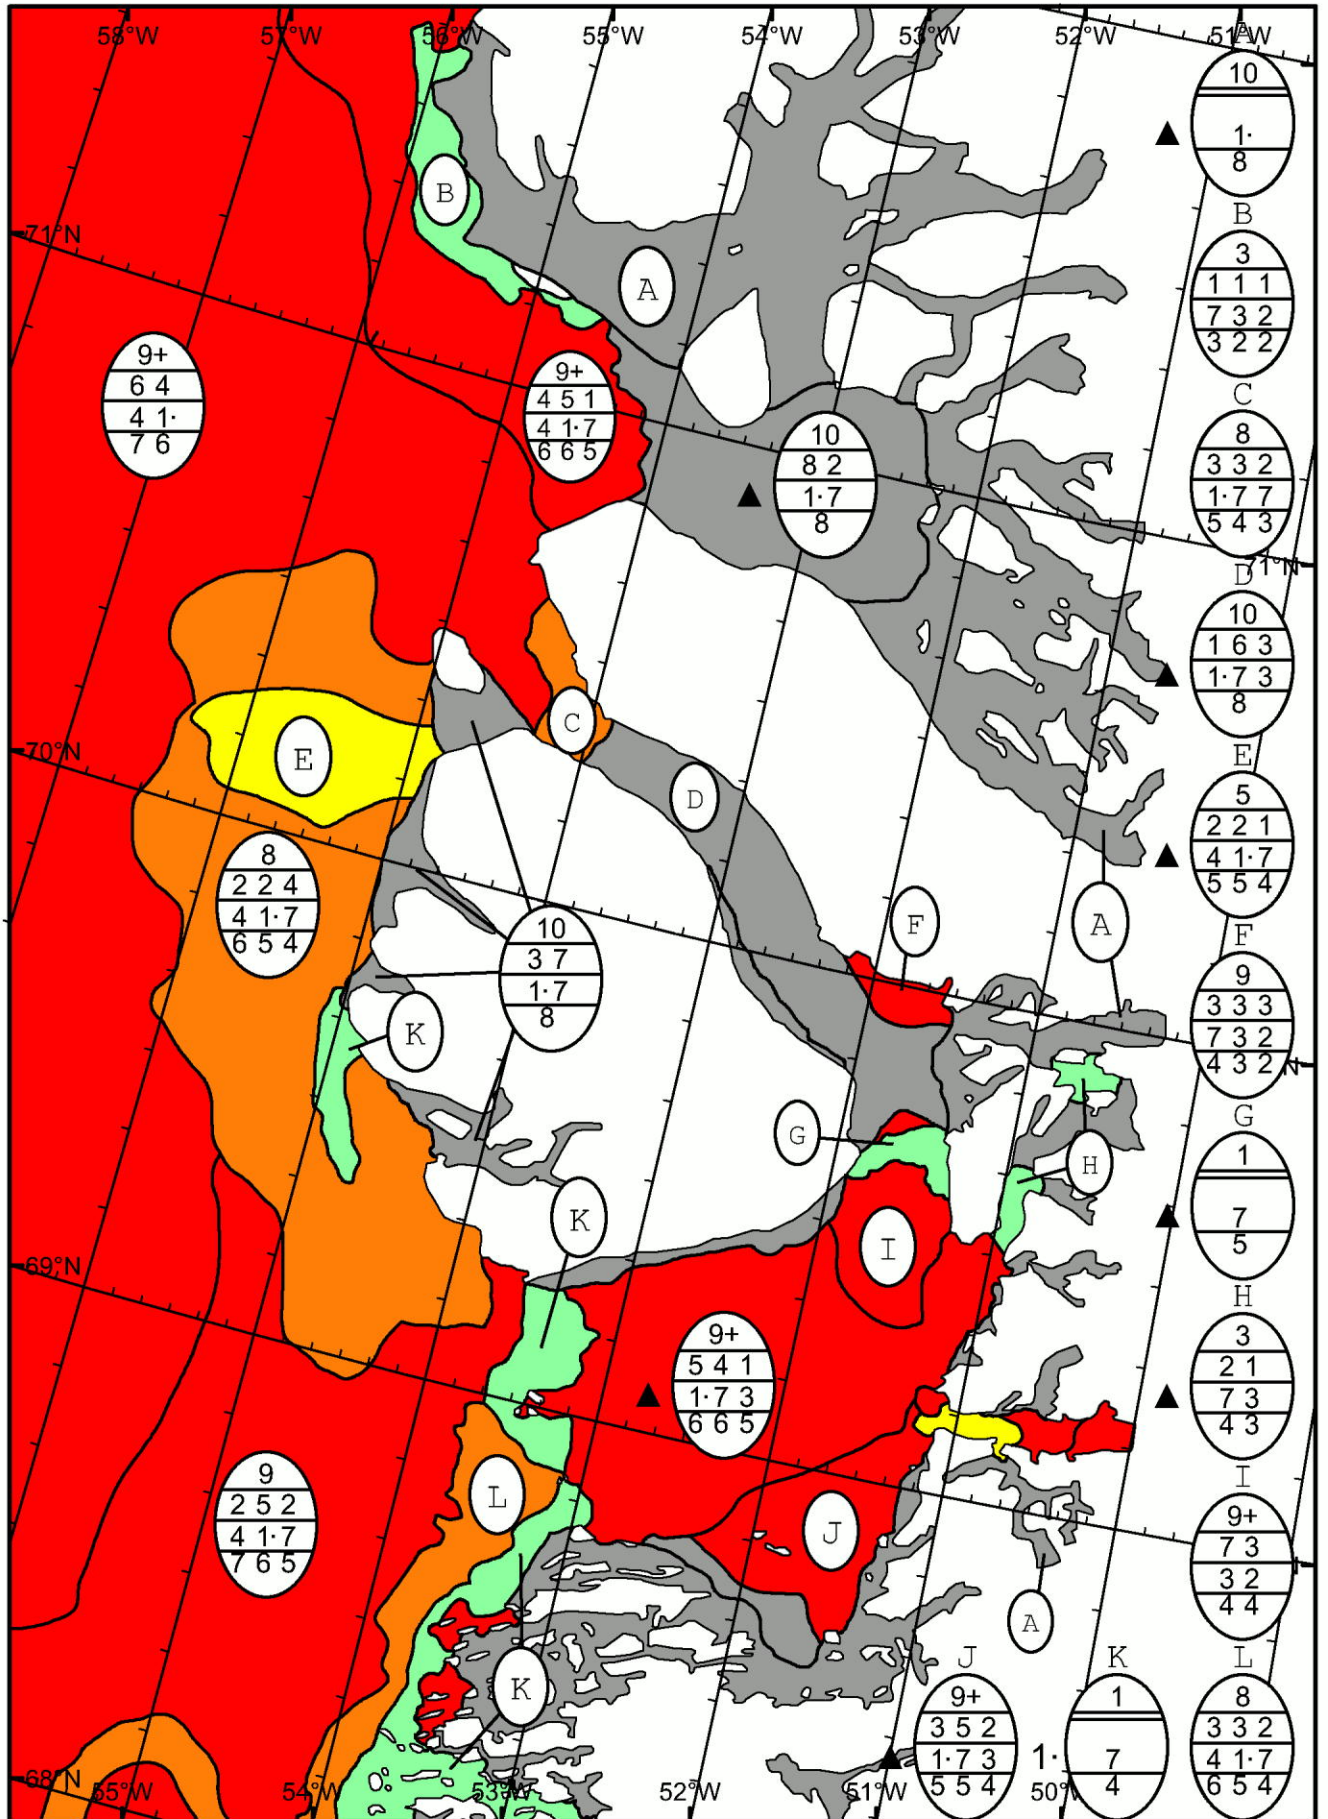 58°W 57°W 56°W 55°W 54°W 53°W 52°W 51°W
A
10
1·
8
B
3
1 1 1
7 3 2
3 2 2
C
8
3 3 2
1·7 7
5 4 3
D
10
1 6 3
1·7 3
8
E
5
2 2 1
4 1·7
5 5 4
F
9
3 3 3
7 3 2
4 3 2
G
1
7
5
H
3
2 1
7 3
4 3
I
9+
7 3
3 2
4 4
J
9+
3 5 2
1·7 3
5 5 4
K
1
1·
7
4
L
8
3 3 2
4 1·7
6 5 4
B
A
71°N
9+
6 4
4 1·
7 6
9+
4 5 1
4 1·7
6 6 5
10
8 2
1·7
8
71°N
C
E
70°N
D
8
2 2 4
4 1·7
6 5 4
F
A
10
3 7
1·7
8
K
N
G
H
K
I
69°N
9+
5 4 1
1·7 3
6 6 5
9
2 5 2
4 1·7
7 6 5
L
J
A
K
68°N
55°W 54°W 53°W 52°W 51°W 50°W